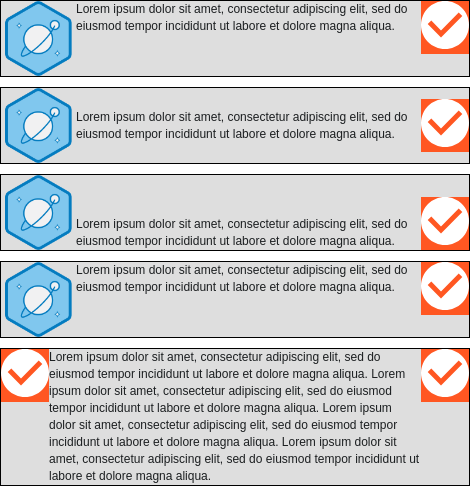 Lorem ipsum dolor sit amet, consectetur adipiscing elit, sed do
eiusmod tempor incididunt ut labore et dolore magna aliqua.
Lorem ipsum dolor sit amet, consectetur adipiscing elit, sed do
eiusmod tempor incididunt ut labore et dolore magna aliqua.
Lorem ipsum dolor sit amet, consectetur adipiscing elit, sed do
eiusmod tempor incididunt ut labore et dolore magna aliqua.
Lorem ipsum dolor sit amet, consectetur adipiscing elit, sed do
eiusmod tempor incididunt ut labore et dolore magna aliqua.
Lorem ipsum dolor sit amet, consectetur adipiscing elit, sed do
eiusmod tempor incididunt ut labore et dolore magna aliqua. Lorem
ipsum dolor sit amet, consectetur adipiscing elit, sed do eiusmod
tempor incididunt ut labore et dolore magna aliqua. Lorem ipsum
dolor sit amet, consectetur adipiscing elit, sed do eiusmod tempor
incididunt ut labore et dolore magna aliqua. Lorem ipsum dolor sit
amet, consectetur adipiscing elit, sed do eiusmod tempor incididunt ut
labore et dolore magna aliqua.